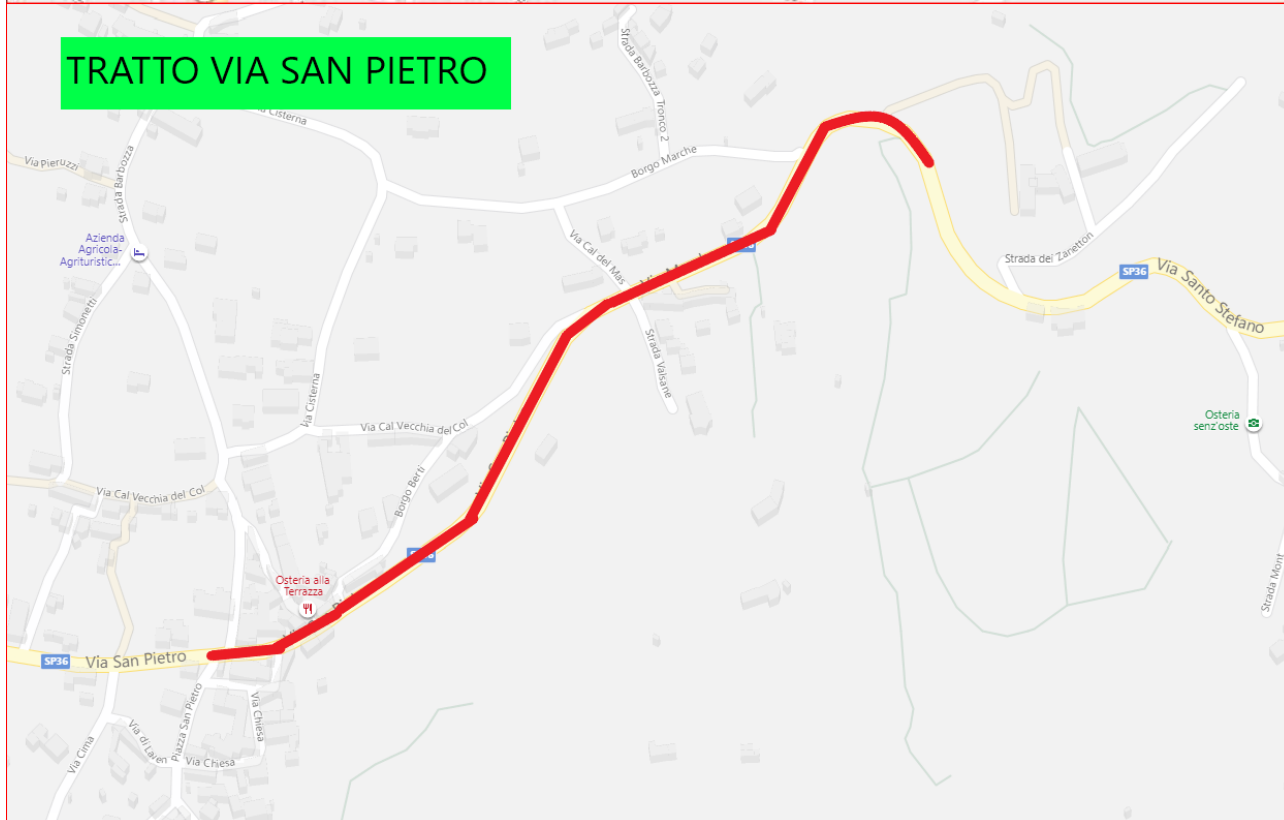 TRATTO VIA SAN PIETRO
Cisterna
Strada Barbozza Tronco 2
Via Pieruzzi
Strada Barbozza
Borgo Marche
Azienda
Agricola-
Agrituristic...
Via Cal del Mas
Strada dei Zanetton
SP36
Via Santo Stefano
Strada Simonetti
Strada Valsane
Via Cisterna
Via Cal Vecchia del Col
Osteria
senz'oste
Via Cal Vecchia del Col
Borgo Berti
Osteria alla
Terrazza
Strada Mont
SP36
Via San Pietro
Piazza San Pietro
Via Chiesa
Via Cima
Via di Laren
Via Chiesa